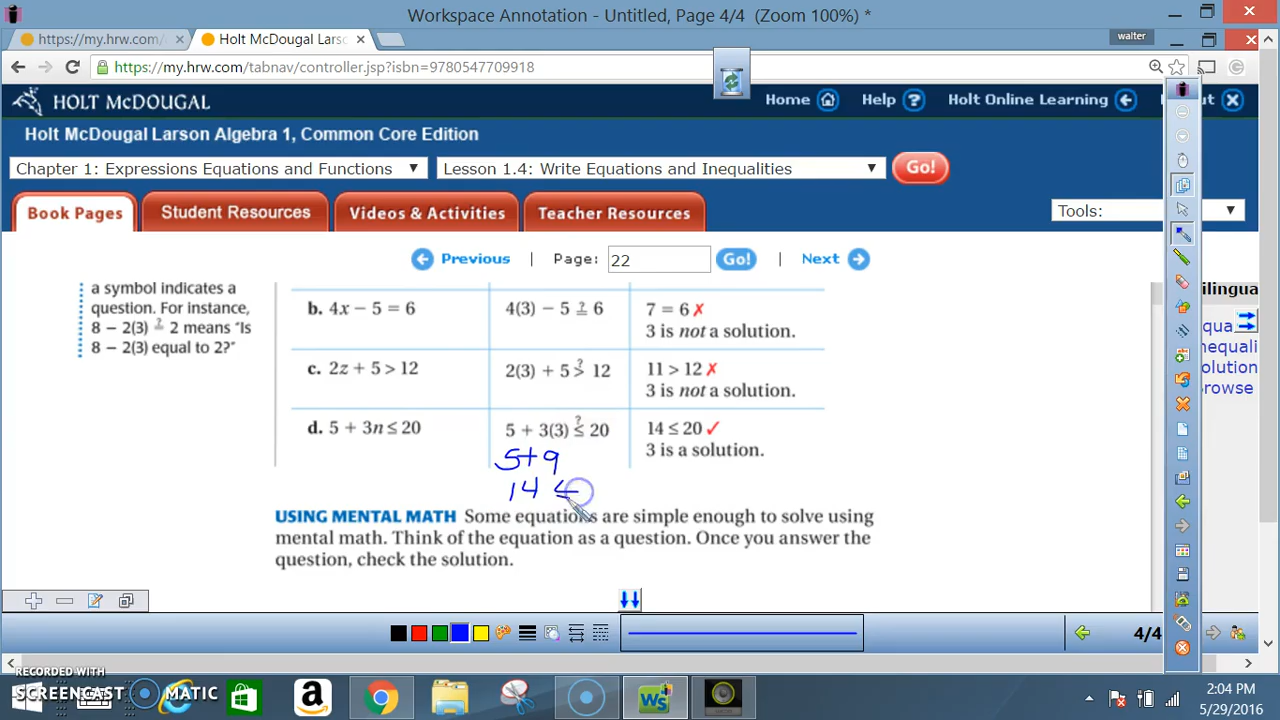 Workspace Annotation - Untitled, Page 4/4 (Zoom 100%) *
https://my.hrw.com/
Holt McDougal Lars
walter
https://my.hrw.com/tabnav/controller.jsp?isbn=9780547709918
HOLT McDOUGAL
Home
Help
Holt Online Learning
Holt McDougal Larson Algebra 1, Common Core Edition
Chapter 1: Expressions Equations and Functions
Lesson 1.4: Write Equations and Inequalities
Go!
Book Pages
Student Resources
Videos & Activities
Teacher Resources
Tools:
Previous | Page: 22 Go! | Next
a symbol indicates a
question. For instance,
8 − 2(3) ≟ 2 means "Is
8 − 2(3) equal to 2?"
b. 4x − 5 = 6 4(3) − 5 ≟ 6 7 = 6 ✗
3 is not a solution.
c. 2z + 5 > 12 2(3) + 5 >? 12 11 > 12 ✗
3 is not a solution.
d. 5 + 3n ≤ 20 5 + 3(3) ≤? 20 14 ≤ 20 ✓
3 is a solution.
5+9
14 ≤
USING MENTAL MATH Some equations are simple enough to solve using
mental math. Think of the equation as a question. Once you answer the
question, check the solution.
4/4
RECORDED WITH
SCREENCAST MATIC
2:04 PM
5/29/2016